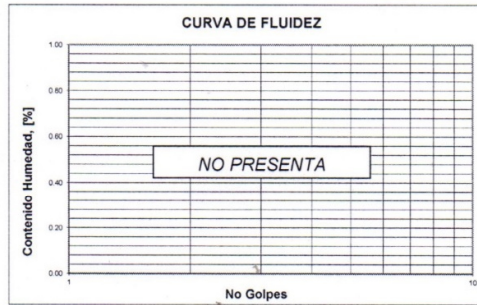 CURVA DE FLUIDEZ
Contenido Humedad, [%]
1.00
0.80
0.60
0.40
0.20
0.00
NO PRESENTA
1
10
No Golpes